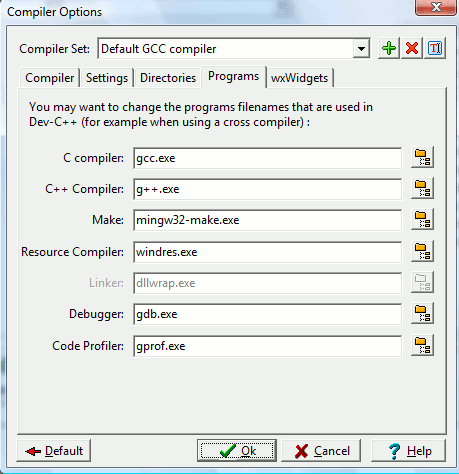 Compiler Options
Compiler Set: Default GCC compiler
Compiler Settings Directories Programs wxWidgets
You may want to change the programs filenames that are used in
Dev-C++ (for example when using a cross compiler) :
C compiler: gcc.exe
C++ Compiler: g++.exe
Make: mingw32-make.exe
Resource Compiler: windres.exe
Linker: dllwrap.exe
Debugger: gdb.exe
Code Profiler: gprof.exe
Default Ok Cancel Help